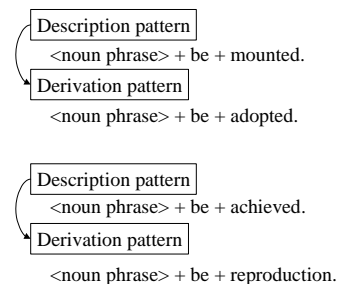 Description pattern
<noun phrase> + be + mounted.
Derivation pattern
<noun phrase> + be + adopted.
Description pattern
<noun phrase> + be + achieved.
Derivation pattern
<noun phrase> + be + reproduction.